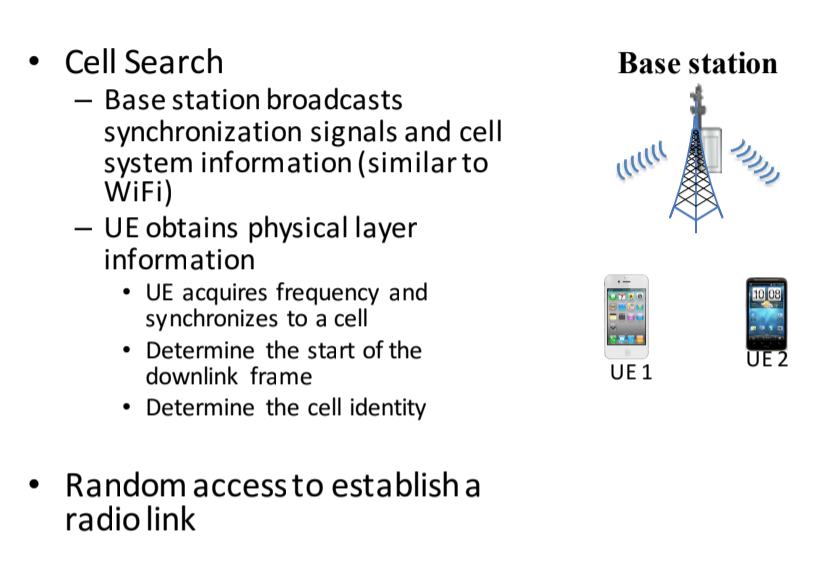 • Cell Search
– Base station broadcasts
synchronization signals and cell
system information (similar to
WiFi)
– UE obtains physical layer
information
• UE acquires frequency and
synchronizes to a cell
• Determine the start of the
downlink frame
• Determine the cell identity
• Random access to establish a
radio link
Base station
10 08
UE 1
UE 2